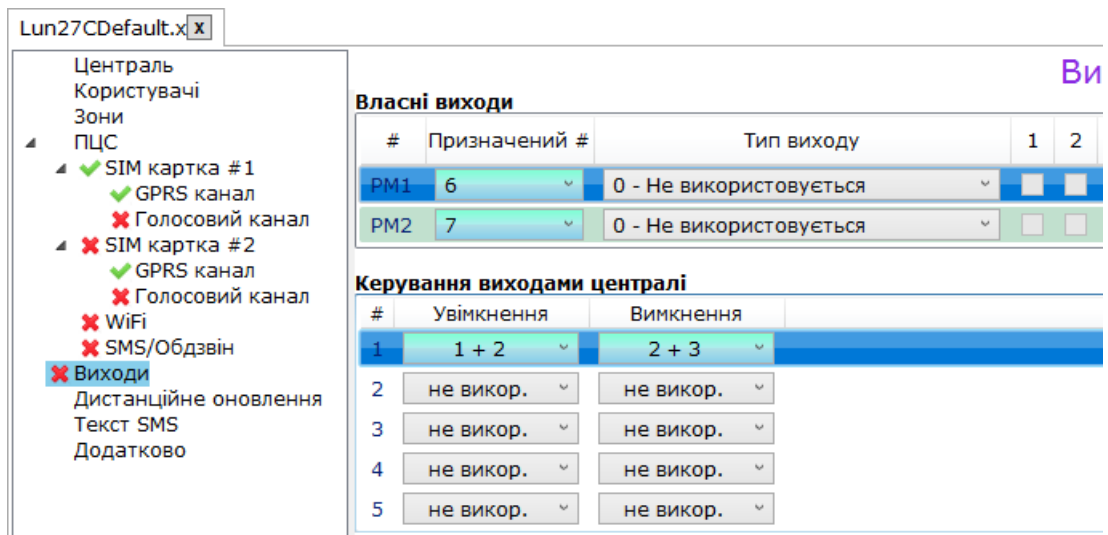 Lun27CDefault.x x
Централь
Користувачі
Зони
ПЦС
SIM картка #1
GPRS канал
Голосовий канал
SIM картка #2
GPRS канал
Голосовий канал
WiFi
SMS/Обдзвін
Виходи
Дистанційне оновлення
Текст SMS
Додатково
Ви
Власні виходи
# Призначений # Тип виходу 1 2
PM1 6 0 - Не використовується
PM2 7 0 - Не використовується
Керування виходами централі
# Увімкнення Вимкнення
1 1 + 2 2 + 3
2 не викор. не викор.
3 не викор. не викор.
4 не викор. не викор.
5 не викор. не викор.